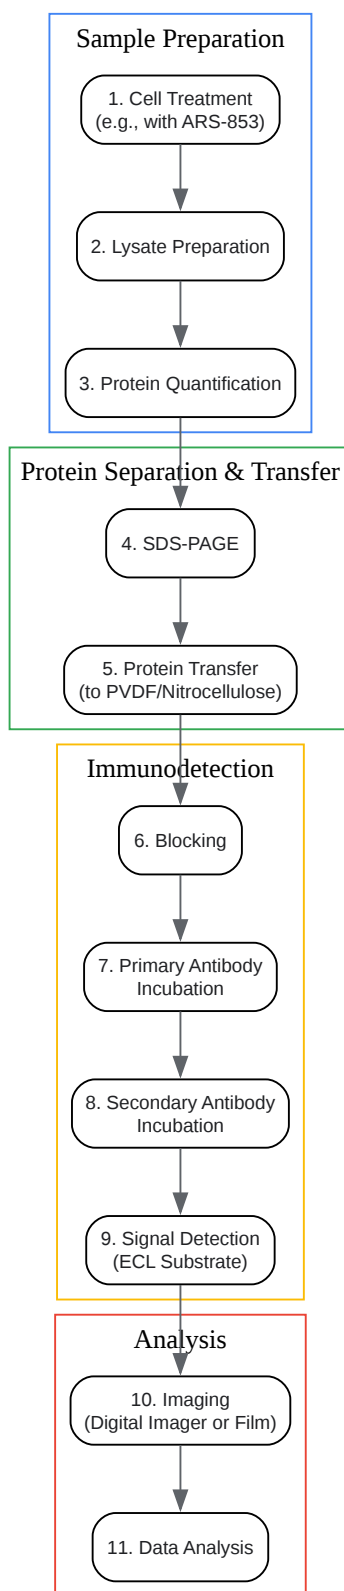 Sample Preparation
1. Cell Treatment
(e.g., with ARS-853)
2. Lysate Preparation
3. Protein Quantification
Protein Separation & Transfer
4. SDS-PAGE
5. Protein Transfer
(to PVDF/Nitrocellulose)
Immunodetection
6. Blocking
7. Primary Antibody
Incubation
8. Secondary Antibody
Incubation
9. Signal Detection
(ECL Substrate)
Analysis
10. Imaging
(Digital Imager or Film)
11. Data Analysis